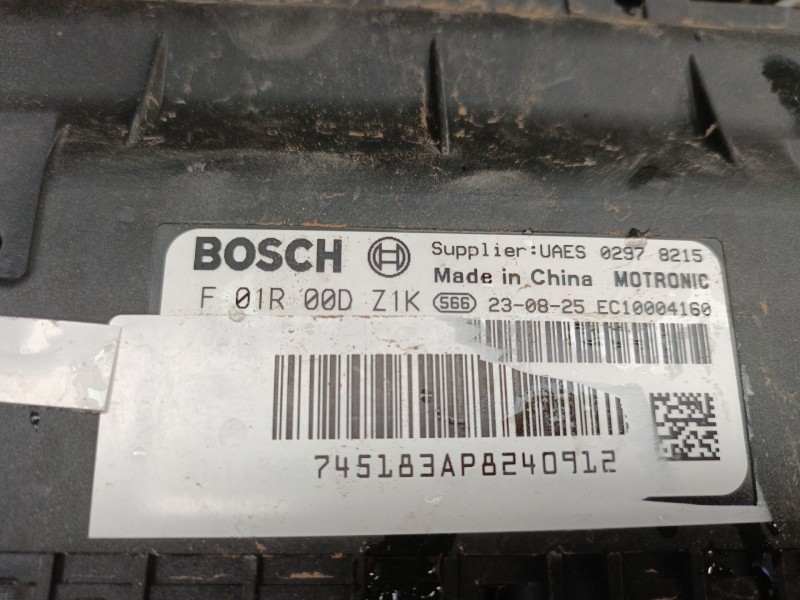 BOSCH Supplier:UAES 0297 8215
Made in China MOTRONIC
F 01R 00D Z1K 566 23-08-25 EC10004160
745183AP8240912